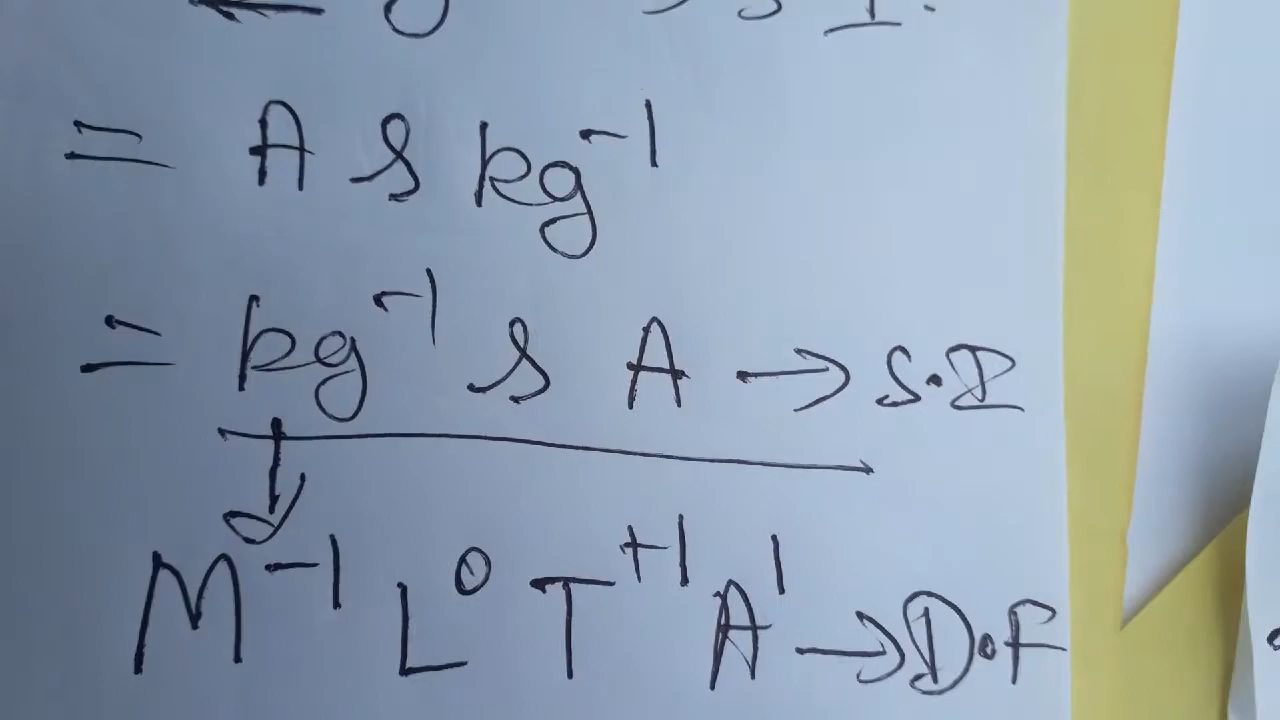 = A s kg⁻¹
= kg⁻¹ s A → S.I
M⁻¹ L⁰ T⁺¹ A¹ → D.F